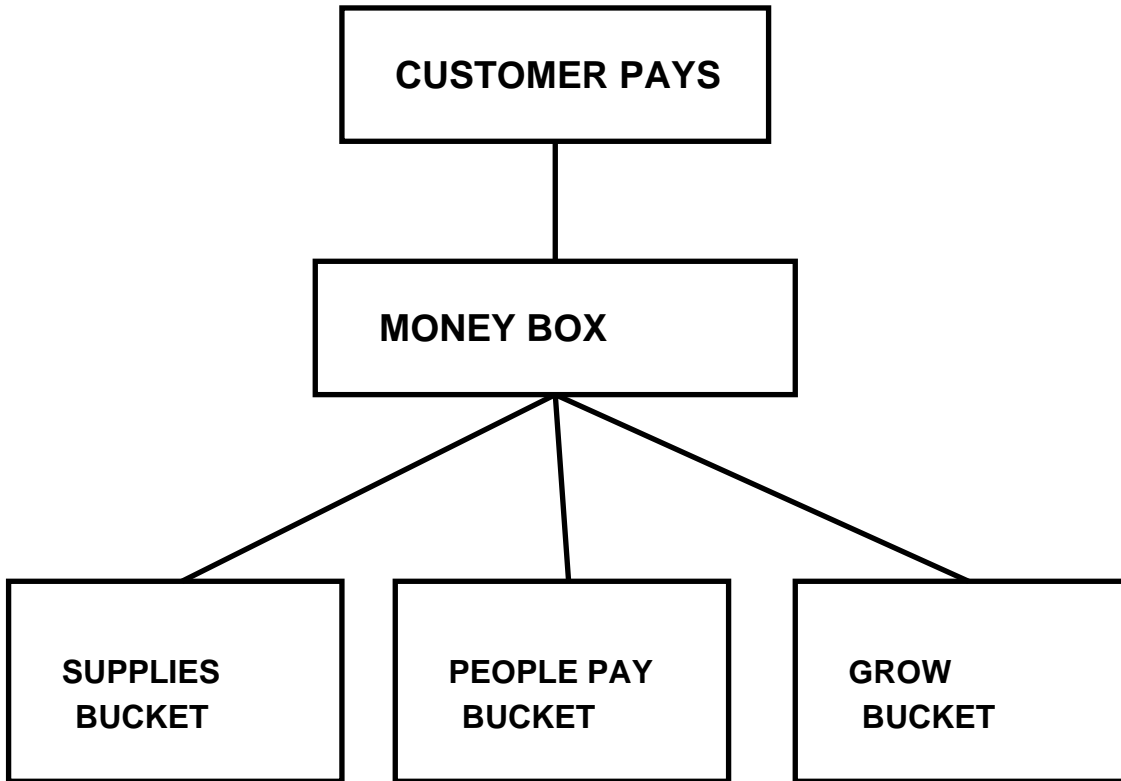 CUSTOMER PAYS
MONEY BOX
SUPPLIES
BUCKET
PEOPLE PAY
BUCKET
GROW
BUCKET